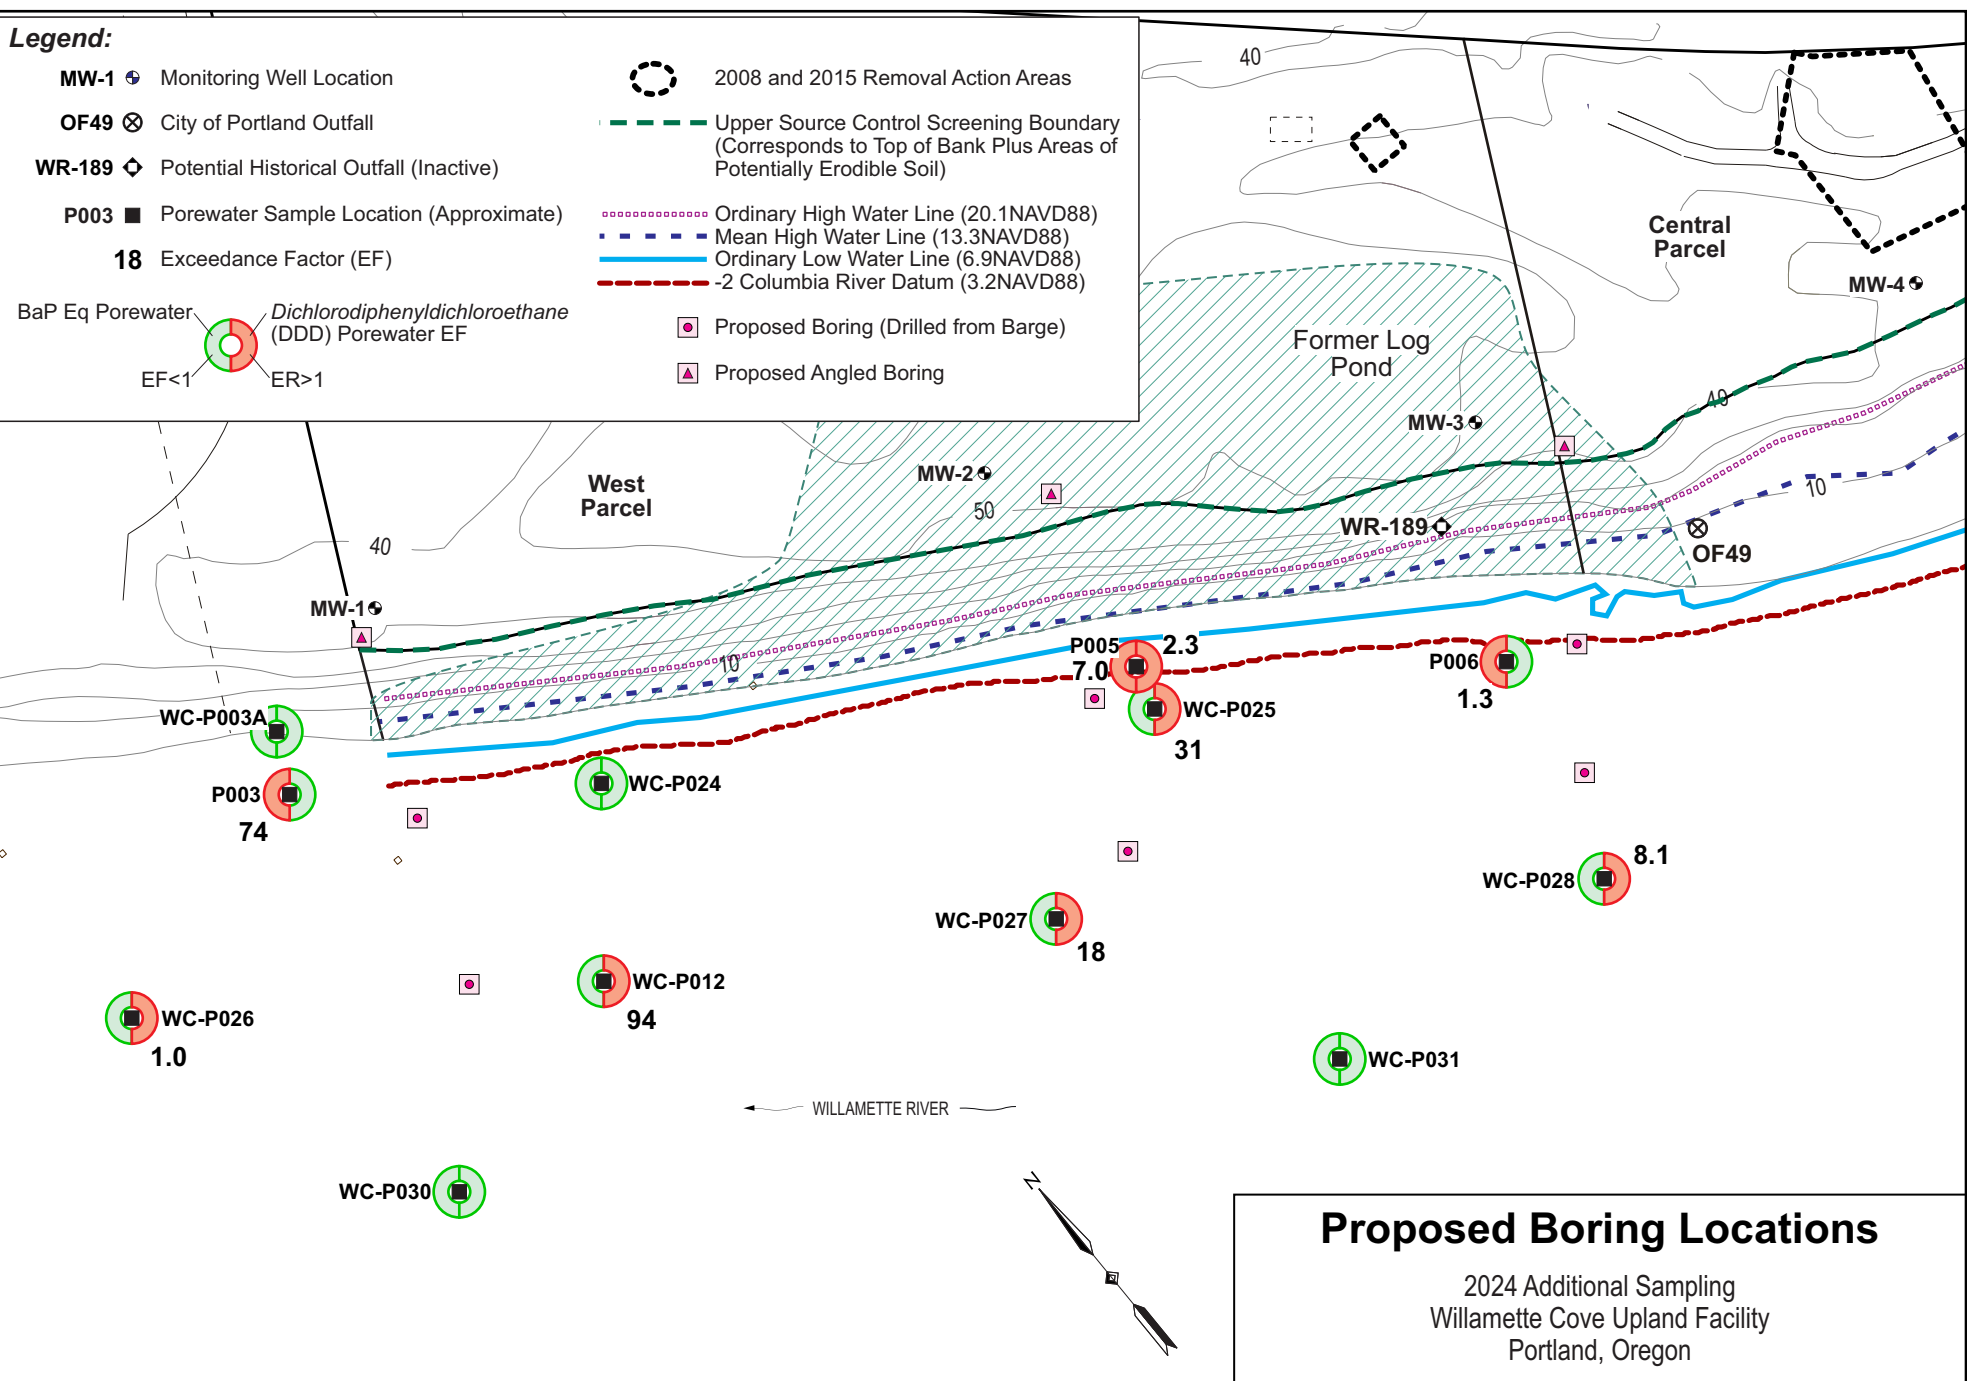 Legend:
MW-1 Monitoring Well Location
OF49 City of Portland Outfall
WR-189 Potential Historical Outfall (Inactive)
P003 Porewater Sample Location (Approximate)
18 Exceedance Factor (EF)
BaP Eq Porewater
Dichlorodiphenyldichloroethane
(DDD) Porewater EF
EF<1
ER>1
2008 and 2015 Removal Action Areas
Upper Source Control Screening Boundary
(Corresponds to Top of Bank Plus Areas of
Potentially Erodible Soil)
Ordinary High Water Line (20.1NAVD88)
Mean High Water Line (13.3NAVD88)
Ordinary Low Water Line (6.9NAVD88)
-2 Columbia River Datum (3.2NAVD88)
Proposed Boring (Drilled from Barge)
Proposed Angled Boring
40
Central
Parcel
MW-4
Former Log
Pond
40
MW-3
MW-2
West
Parcel
50
10
WR-189
OF49
40
MW-1
P005
2.3
7.0
P006
1.3
10
WC-P003A
WC-P025
31
P003
74
WC-P024
8.1
WC-P028
WC-P027
18
WC-P012
94
WC-P026
1.0
WC-P031
WILLAMETTE RIVER
WC-P030
N
Proposed Boring Locations
2024 Additional Sampling
Willamette Cove Upland Facility
Portland, Oregon